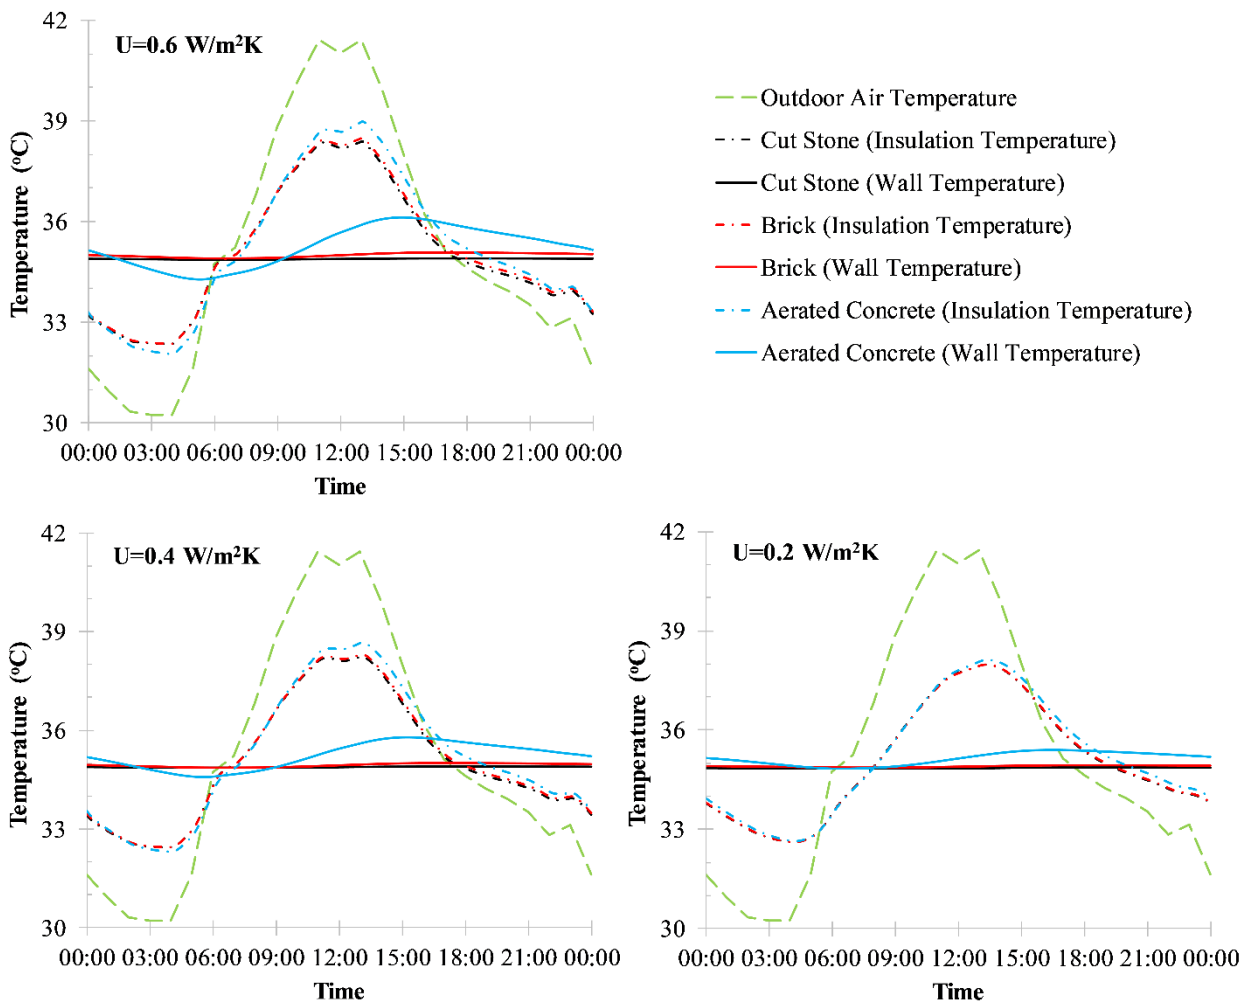 U=0.6 W/m²K
Temperature (ºC)
42
39
36
33
30
00:00 03:00 06:00 09:00 12:00 15:00 18:00 21:00 00:00
Time
Outdoor Air Temperature
Cut Stone (Insulation Temperature)
Cut Stone (Wall Temperature)
Brick (Insulation Temperature)
Brick (Wall Temperature)
Aerated Concrete (Insulation Temperature)
Aerated Concrete (Wall Temperature)
U=0.4 W/m²K
Temperature (ºC)
42
39
36
33
30
00:00 03:00 06:00 09:00 12:00 15:00 18:00 21:00 00:00
Time
U=0.2 W/m²K
Temperature (ºC)
42
39
36
33
30
00:00 03:00 06:00 09:00 12:00 15:00 18:00 21:00 00:00
Time